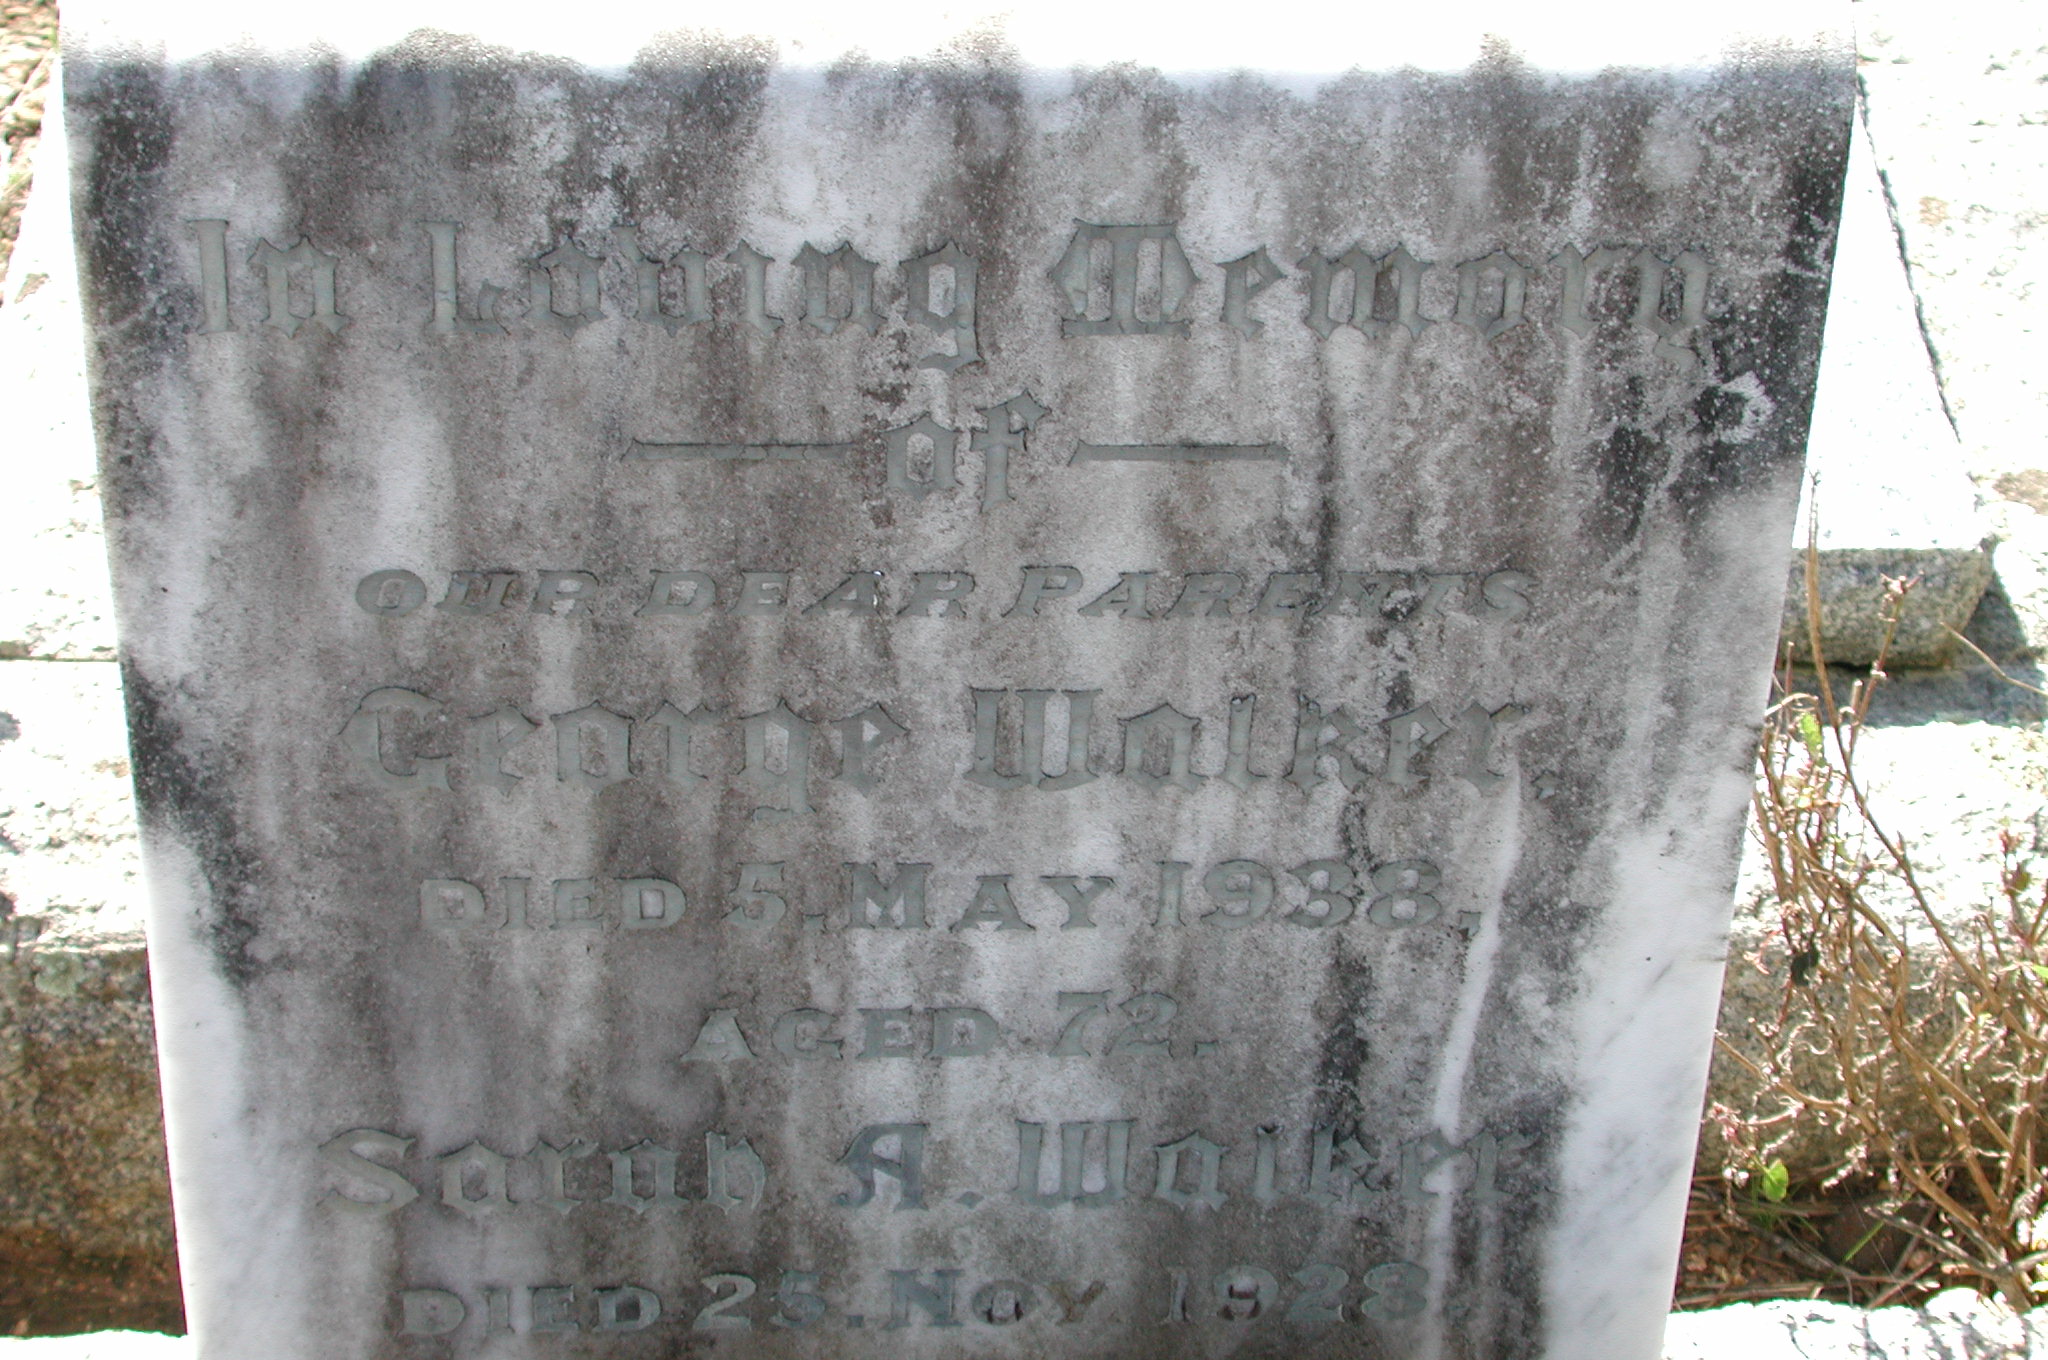 In Loving Memory
of
OUR DEAR PARENTS
George Walker,
DIED 5. MAY 1938,
AGED 72.
Sarah A. Walker.
DIED 25. NOV. 1928.